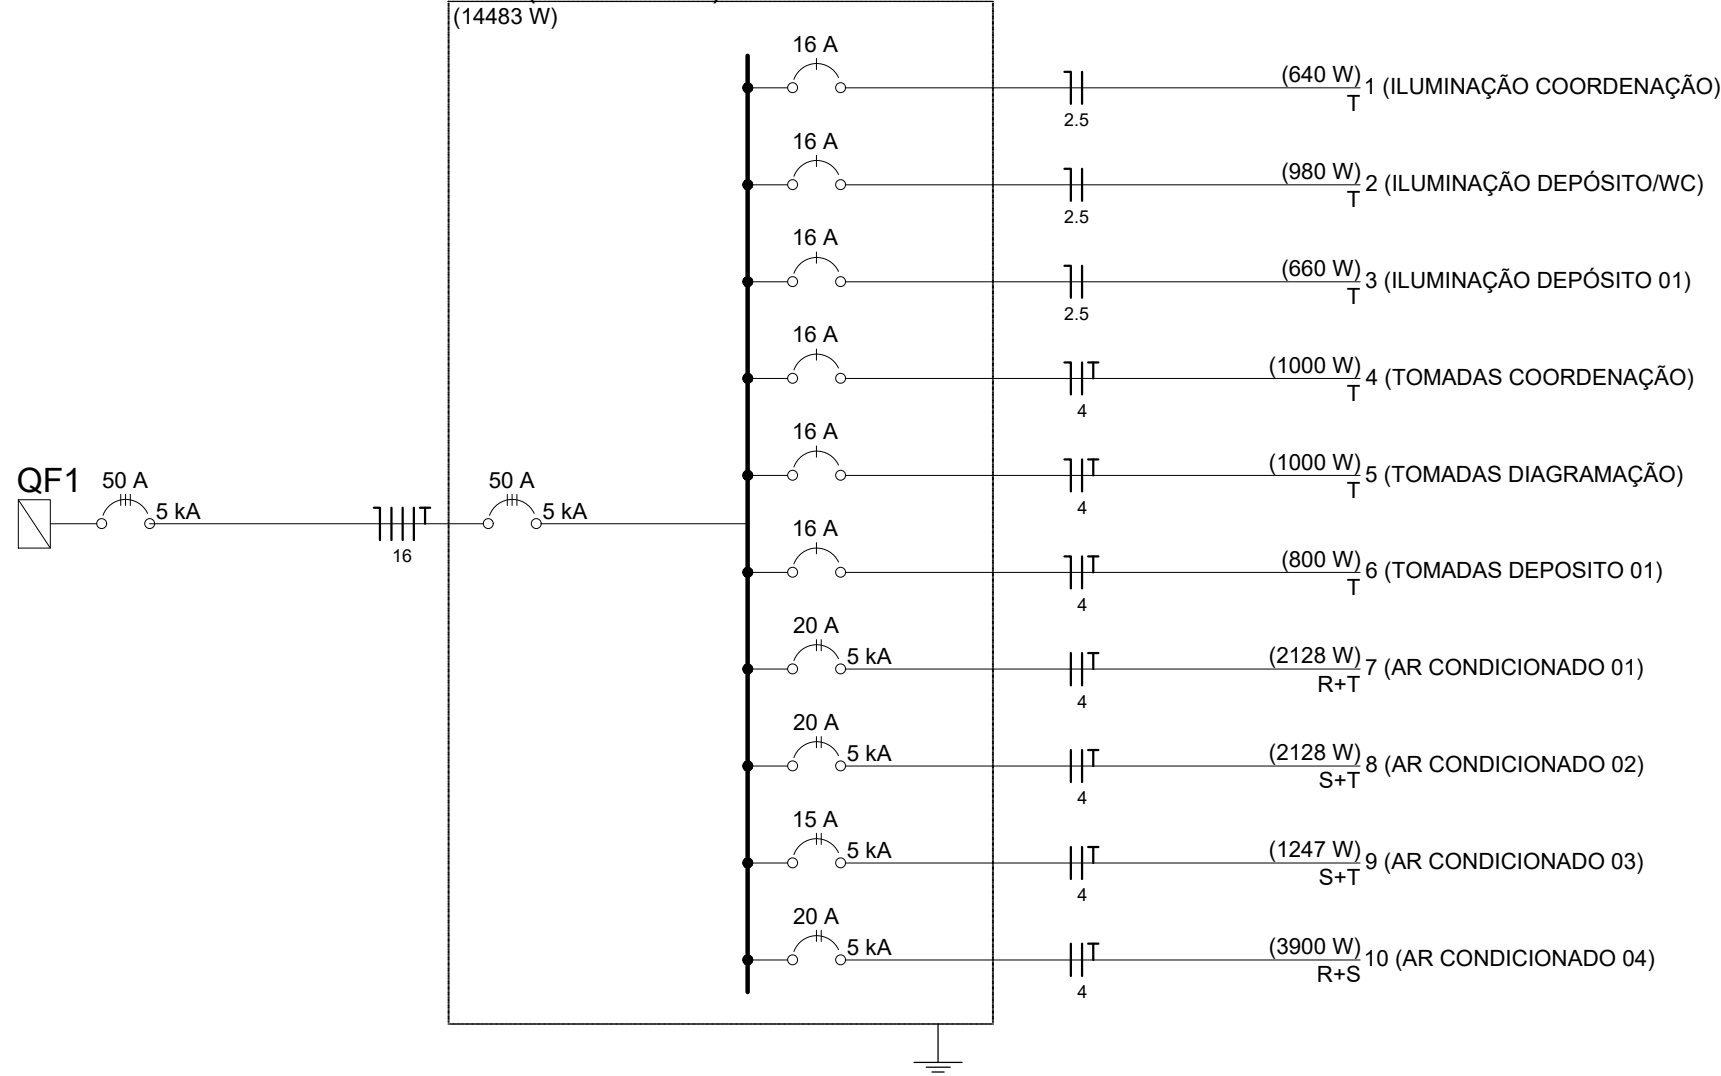 (14483 W)
16 A
(640 W) 1 (ILUMINAÇÃO COORDENAÇÃO)
T
2.5
16 A
(980 W) 2 (ILUMINAÇÃO DEPÓSITO/WC)
T
2.5
16 A
(660 W) 3 (ILUMINAÇÃO DEPÓSITO 01)
T
2.5
16 A
(1000 W) 4 (TOMADAS COORDENAÇÃO)
T
4
16 A
(1000 W) 5 (TOMADAS DIAGRAMAÇÃO)
T
4
QF1 50 A 5 kA
16
50 A 5 kA
16 A
(800 W) 6 (TOMADAS DEPOSITO 01)
T
4
20 A
5 kA
(2128 W) 7 (AR CONDICIONADO 01)
R+T
4
20 A
5 kA
(2128 W) 8 (AR CONDICIONADO 02)
S+T
4
15 A
5 kA
(1247 W) 9 (AR CONDICIONADO 03)
S+T
4
20 A
5 kA
(3900 W) 10 (AR CONDICIONADO 04)
R+S
4